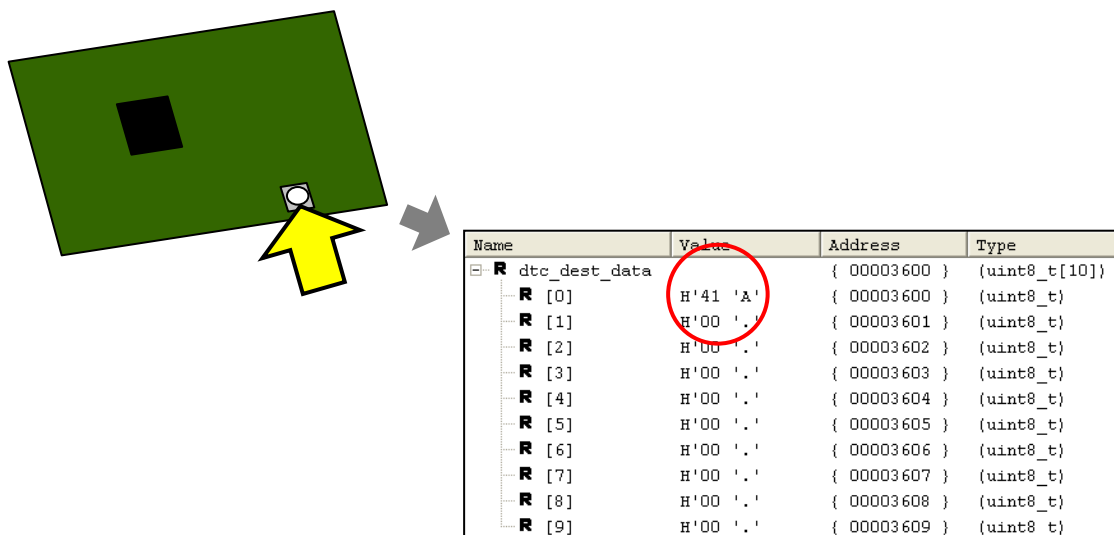 Name Value Address Type
R dtc_dest_data { 00003600 } (uint8_t[10])
R [0] H'41 'A' { 00003600 } (uint8_t)
R [1] H'00 '.' { 00003601 } (uint8_t)
R [2] H'00 '.' { 00003602 } (uint8_t)
R [3] H'00 '.' { 00003603 } (uint8_t)
R [4] H'00 '.' { 00003604 } (uint8_t)
R [5] H'00 '.' { 00003605 } (uint8_t)
R [6] H'00 '.' { 00003606 } (uint8_t)
R [7] H'00 '.' { 00003607 } (uint8_t)
R [8] H'00 '.' { 00003608 } (uint8_t)
R [9] H'00 '.' { 00003609 } (uint8_t)